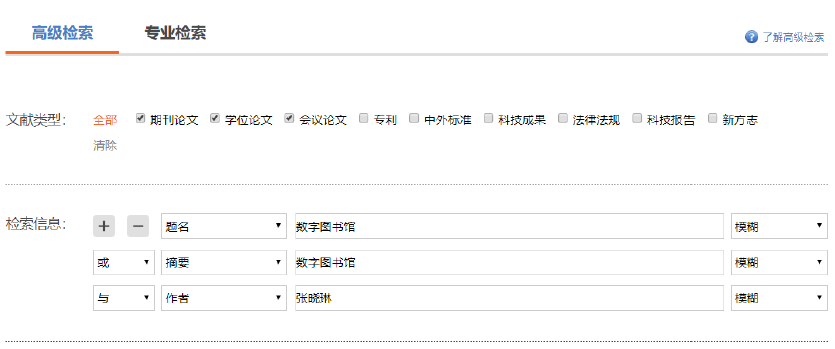 高级检索 专业检索
了解高级检索
文献类型： 全部 期刊论文 学位论文 会议论文 专利 中外标准 科技成果 法律法规 科技报告 新方志
清除
检索信息： + － 题名 数字图书馆 模糊
或 摘要 数字图书馆 模糊
与 作者 张晓琳 模糊